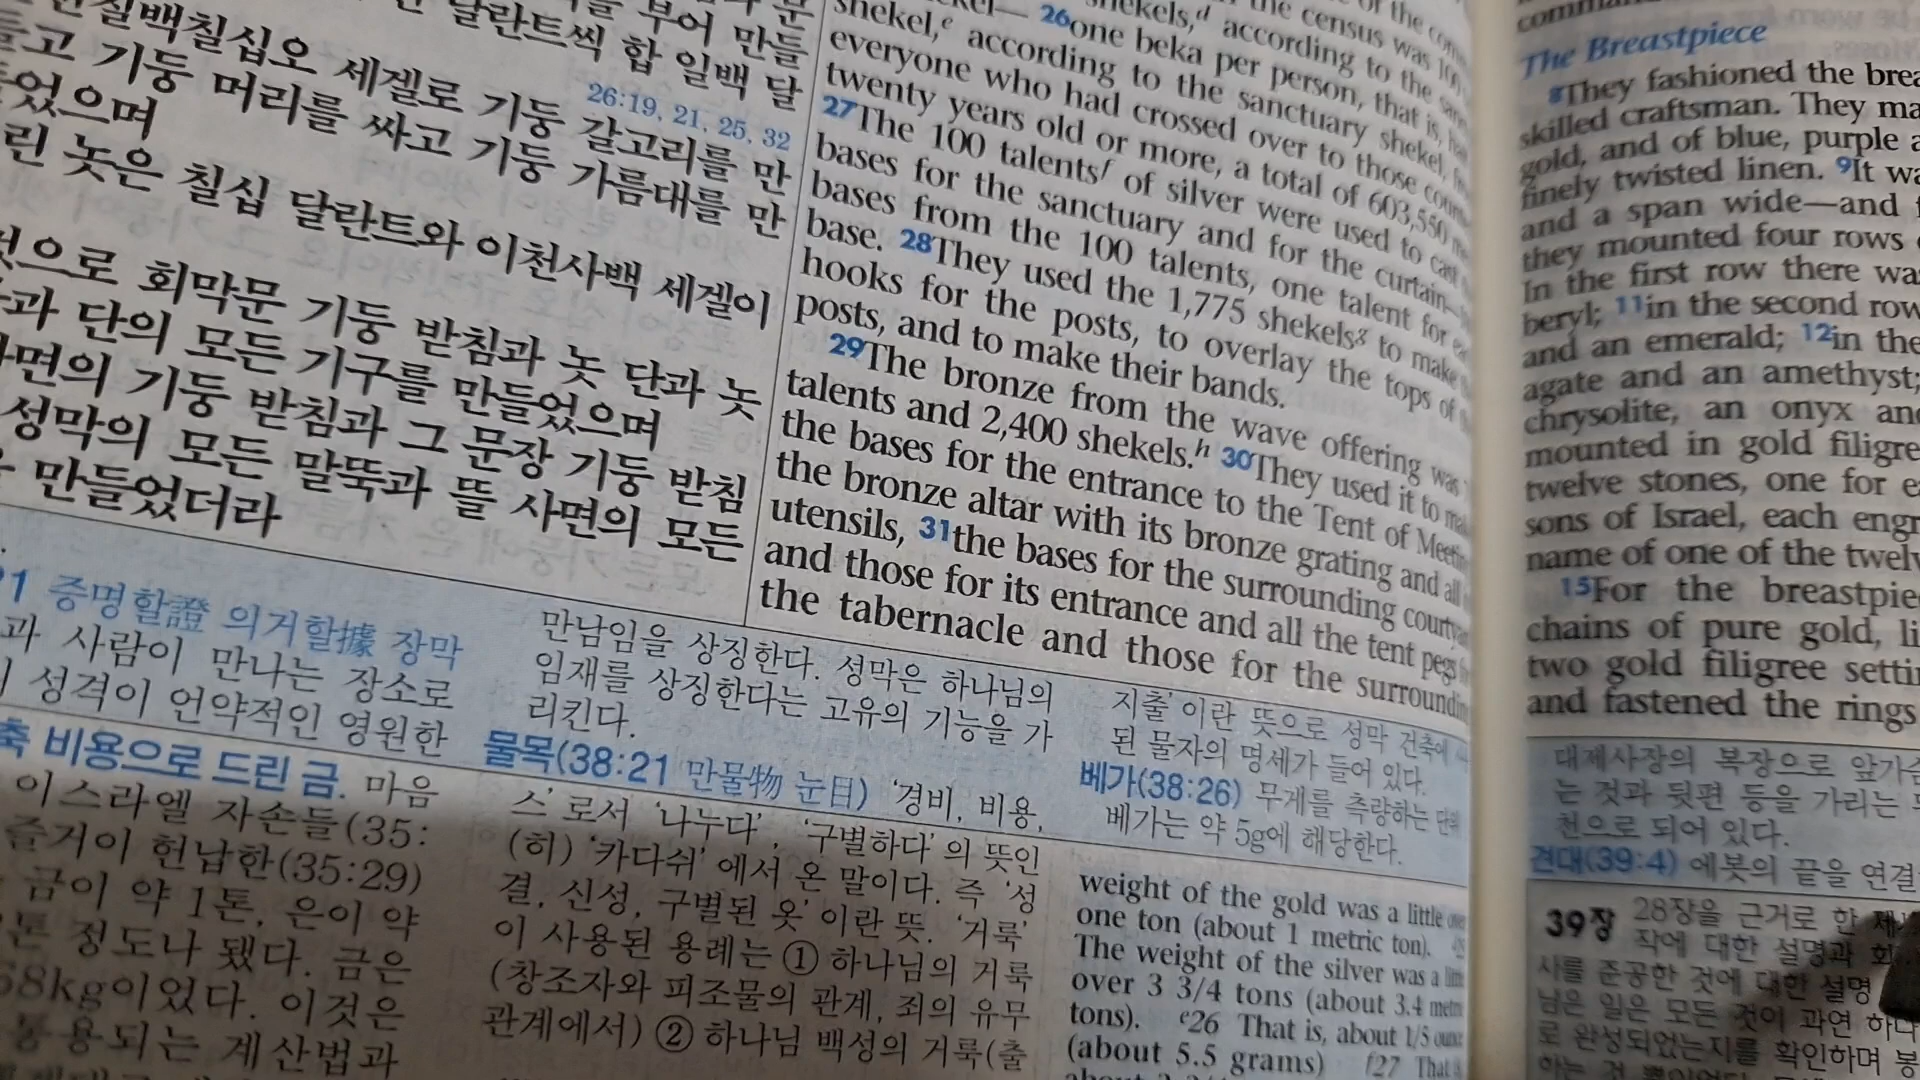 부어 만들
달란트씩 합 일백 달
26:19, 21, 25, 32
칠백칠십오 세겔로 기둥 갈고리를 만
기둥 머리를 싸고 기둥 가름대를 만
었으며
린 놋은 칠십 달란트와 이천사백 세겔이
것으로 회막문 기둥 받침과 놋 단과 놋
과 단의 모든 기구를 만들었으며
사면의 기둥 받침과 그 문장 기둥 받침
성막의 모든 말뚝과 뜰 사면의 모든
만들었더라
the census was 100
shekels,d according to the
26one beka per person, that is,
shekel,e according to the sanctuary shekel,
everyone who had crossed over to those
twenty years old or more, a total of 603,550
27The 100 talentsf of silver were used to cast
bases for the sanctuary and for the curtain—
bases from the 100 talents, one talent for
base. 28They used the 1,775 shekelsg to make
hooks for the posts, to overlay the tops of
posts, and to make their bands.
29The bronze from the wave offering was
talents and 2,400 shekels.h 30They used it to
the bases for the entrance to the Tent of
the bronze altar with its bronze grating and all
utensils, 31the bases for the surrounding
and those for its entrance and all the tent pegs
the tabernacle and those for the
21 증명할證 의거할據 장막
과 사람이 만나는 장소로
성격이 언약적인 영원한
만남임을 상징한다. 성막은 하나님의
임재를 상징한다는 고유의 기능을 가
리킨다.
물목(38:21 만물物 눈目) '경비, 비용,
지출'이란 뜻으로 성막 건축에
된 물자의 명세가 들어 있다.
베가(38:26) 무게를 측량하는 단위
베가는 약 5g에 해당한다.
비용으로 드린 금. 마음
이스라엘 자손들(35:
즐거이 헌납한(35:29)
금이 약 1톤, 은이 약
정도나 됐다. 금은
68kg이었다. 이것은
통용되는 계산법과
스'로서 '나누다', '구별하다'의 뜻인
(히) '카다쉬'에서 온 말이다. 즉 '성
결, 신성, 구별된 옷'이란 뜻. '거룩'
이 사용된 용례는 ① 하나님의 거룩
(창조자와 피조물의 관계, 죄의 유무
관계에서) ② 하나님 백성의 거룩(출
weight of the gold was a little
one ton (about 1 metric ton).
The weight of the silver was a
over 3 3/4 tons (about 3.4
tons). e26 That is, about 1/5
(about 5.5 grams) f27 That
The Breastpiece
8They fashioned the
skilled craftsman. They
gold, and of blue, purple
finely twisted linen. 9It
and a span wide—and
they mounted four rows
In the first row there
beryl; 11in the second row
and an emerald; 12in the
agate and an amethyst;
chrysolite, an onyx
mounted in gold
twelve stones, one for
sons of Israel, each
name of one of the
15For the
chains of pure gold,
two gold filigree
and fastened the rings
대제사장의 복장으로
는 것과 뒷편 등을 가리는
천으로 되어 있다.
견대(39:4) 에봇의 끝을
39장 28장을 근거로 한
작에 대한 설명과
사를 준공한 것에 대한 설명
님은 일은 모든 것이 과연
로 완성되었는지를 확인하며